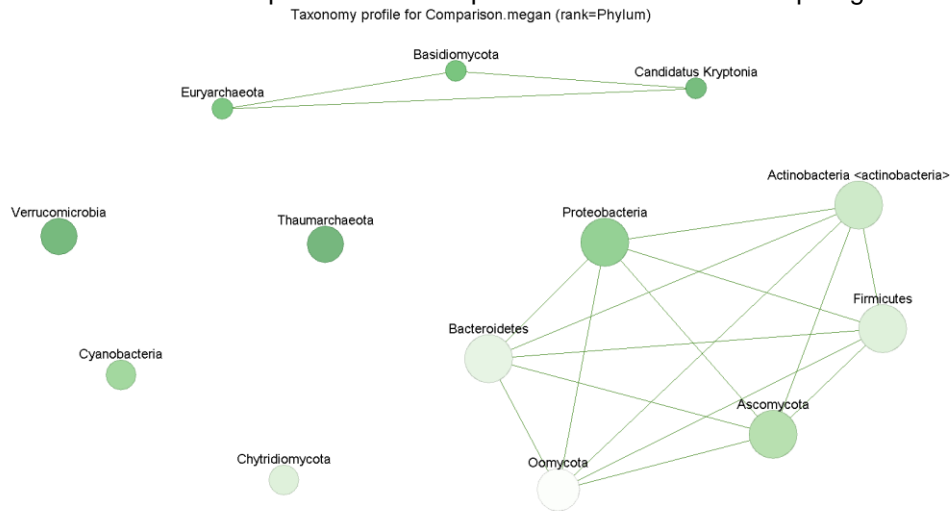 Taxonomy profile for Comparison.megan (rank=Phylum)
Basidiomycota
Candidatus Kryptonia
Euryarchaeota
Actinobacteria <actinobacteria>
Verrucomicrobia
Thaumarchaeota
Proteobacteria
Firmicutes
Bacteroidetes
Cyanobacteria
Ascomycota
Chytridiomycota
Oomycota